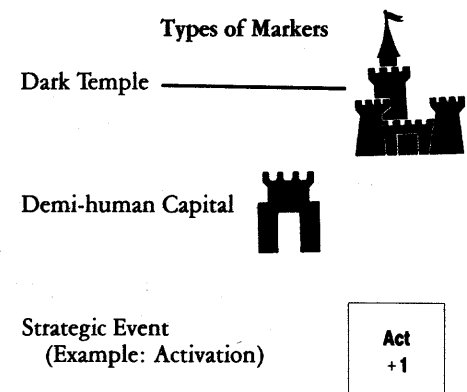 Types of Markers
Dark Temple
Demi-human Capital
Strategic Event
(Example: Activation)
Act
+1